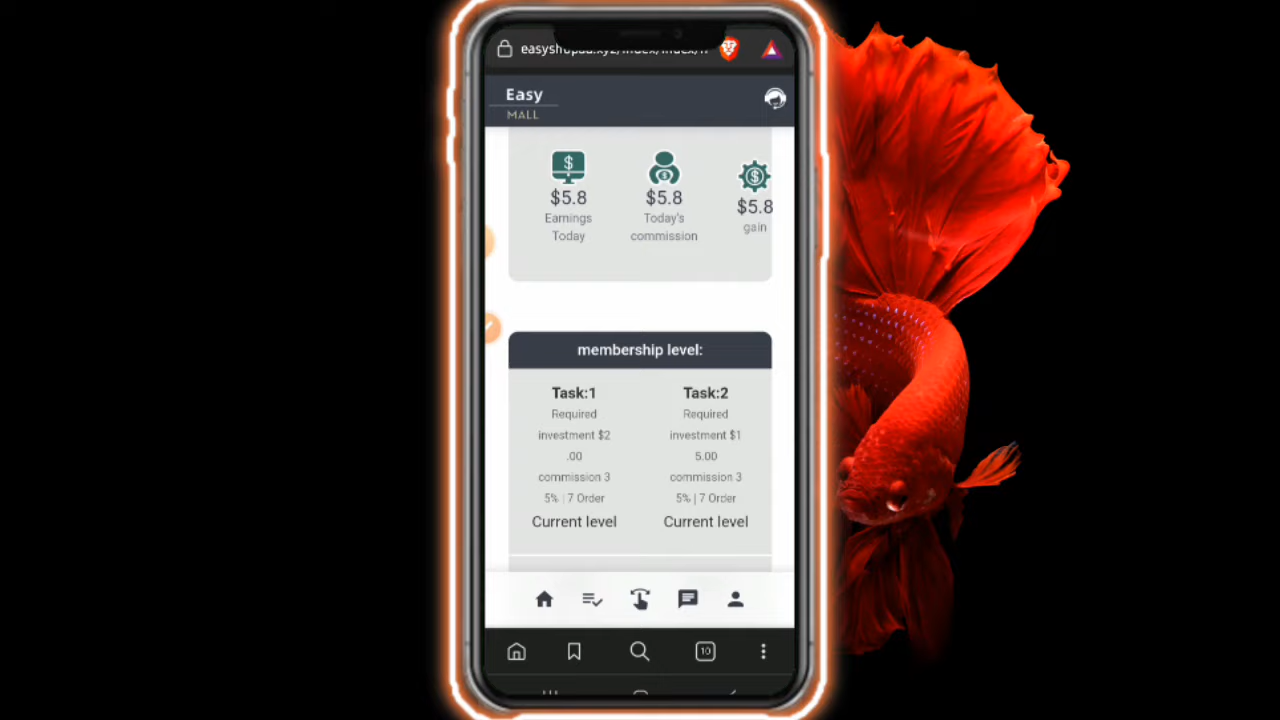 Easy
MALL
$5.8
Earnings
Today
$5.8
Today's
commission
$5.8
gain
membership level:
Task:1
Required
investment $2
.00
commission 3
5% | 7 Order
Current level
Task:2
Required
investment $1
5.00
commission 3
5% | 7 Order
Current level
10